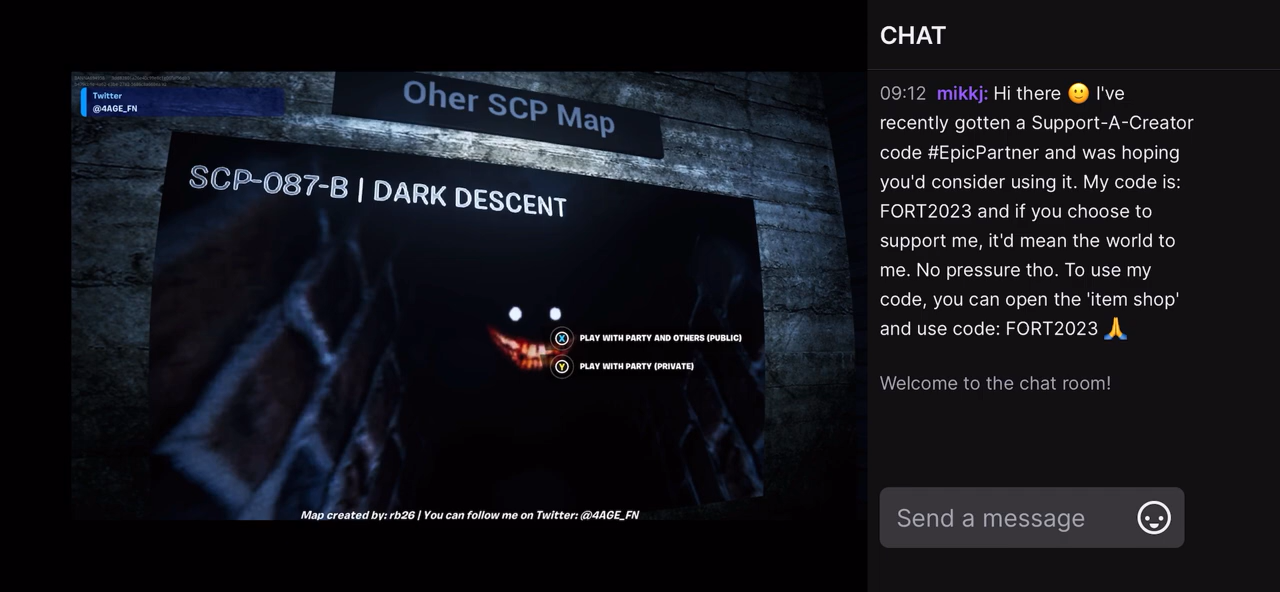 Twitter
@4AGE_FN
Oher SCP Map
SCP-087-B | DARK DESCENT
X PLAY WITH PARTY AND OTHERS (PUBLIC)
Y PLAY WITH PARTY (PRIVATE)
Map created by: rb26 | You can follow me on Twitter: @4AGE_FN
CHAT
09:12 mikkj: Hi there 🙂 I've
recently gotten a Support-A-Creator
code #EpicPartner and was hoping
you'd consider using it. My code is:
FORT2023 and if you choose to
support me, it'd mean the world to
me. No pressure tho. To use my
code, you can open the 'item shop'
and use code: FORT2023 🙏
Welcome to the chat room!
Send a message